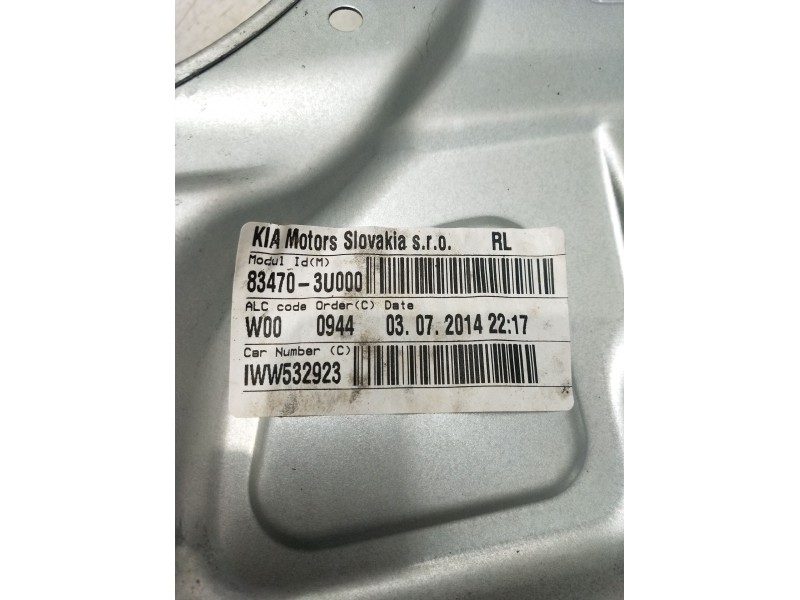 KIA Motors Slovakia s.r.o. RL
Modul Id(M)
83470-3U000
ALC code Order(C) Date
W00 0944 03.07.2014 22:17
Car Number (C)
IWW532923